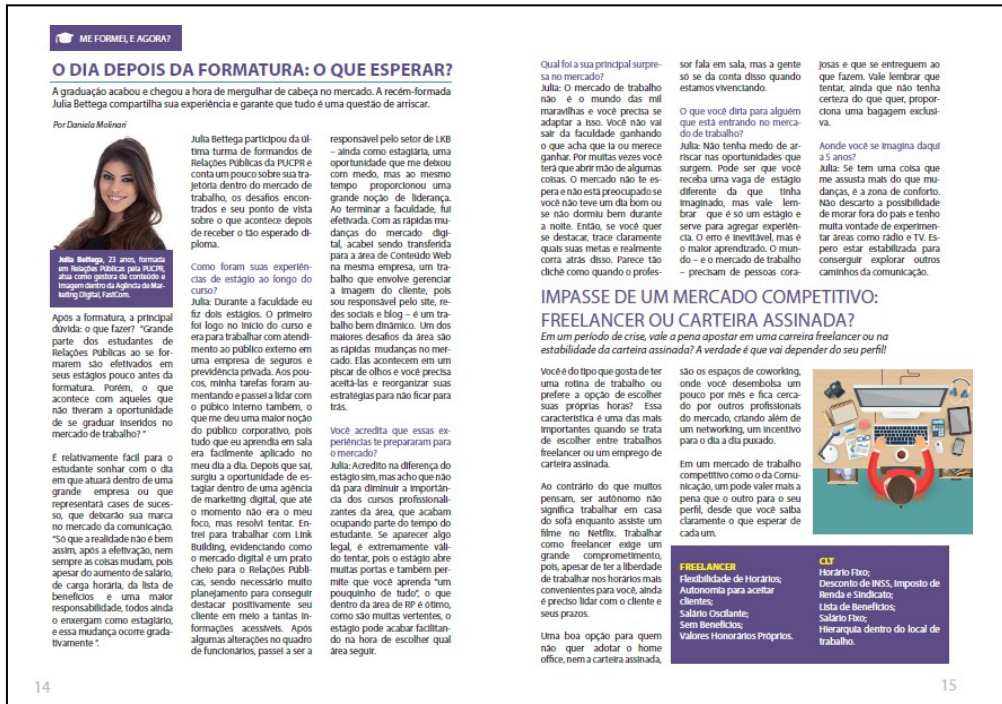 ME FORMEI, E AGORA?
O DIA DEPOIS DA FORMATURA: O QUE ESPERAR?
A graduação acabou e chegou a hora de mergulhar de cabeça no mercado. A recém-formada
Julia Bettega compartilha sua experiência e garante que tudo é uma questão de arriscar.
Por Daniela Molinari
Julia Bettega, 23 anos, formada
em Relações Públicas pela PUCPR,
atua como gestora de conteúdo e
imagem dentro da Agência de Mar-
keting Digital, FastCom.
Após a formatura, a principal
dúvida: o que fazer? "Grande
parte dos estudantes de
Relações Públicas ao se for-
marem são efetivados em
seus estágios pouco antes da
formatura. Porém, o que
acontece com aqueles que
não tiveram a oportunidade
de se graduar inseridos no
mercado de trabalho? "
É relativamente fácil para o
estudante sonhar com o dia
em que atuará dentro de uma
grande empresa ou que
representará cases de suces-
so, que deixarão sua marca
no mercado da comunicação.
"Só que a realidade não é bem
assim, após a efetivação, nem
sempre as coisas mudam, pois
apesar do aumento de salário,
de carga horária, da lista de
benefícios e uma maior
responsabilidade, todos ainda
o enxergam como estagiário,
e essa mudança ocorre grada-
tivamente ".
Julia Bettega participou da úl-
tima turma de formandos de
Relações Públicas da PUCPR e
conta um pouco sobre sua tra-
jetória dentro do mercado de
trabalho, os desafios encon-
trados e seu ponto de vista
sobre o que acontece depois
de receber o tão esperado di-
ploma.
Como foram suas experiên-
cias de estágio ao longo do
curso?
Julia: Durante a faculdade eu
fiz dois estágios. O primeiro
foi logo no início do curso e
era para trabalhar com atendi-
mento ao público externo em
uma empresa de seguros e
previdência privada. Aos pou-
cos, minha tarefas foram au-
mentando e passei a lidar com
o púbico interno também, o
que me deu uma maior noção
do público corporativo, pois
tudo que eu aprendia em sala
era facilmente aplicado no
meu dia a dia. Depois que saí,
surgiu a oportunidade de es-
tagiar dentro de uma agência
de marketing digital, que até
o momento não era o meu
foco, mas resolvi tentar. En-
trei para trabalhar com Link
Building, evidenciando como
o mercado digital é um prato
cheio para o Relações Públi-
cas, sendo necessário muito
planejamento para conseguir
destacar positivamente seu
cliente em meio a tantas in-
formações acessíveis. Após
algumas alterações no quadro
de funcionários, passei a ser a
responsável pelo setor de LKB
– ainda como estagiária, uma
oportunidade que me deixou
com medo, mas ao mesmo
tempo proporcionou uma
grande noção de liderança.
Ao terminar a faculdade, fui
efetivada. Com as rápidas mu-
danças do mercado digi-
tal, acabei sendo transferida
para a área de Conteúdo Web
na mesma empresa, um tra-
balho que envolve gerenciar
a imagem do cliente, pois
sou responsável pelo site, re-
des sociais e blog – é um tra-
balho bem dinâmico. Um dos
maiores desafios da área são
as rápidas mudanças no mer-
cado. Elas acontecem em um
piscar de olhos e você precisa
aceitá-las e reorganizar suas
estratégias para não ficar para
trás.
Você acredita que essas ex-
periências te prepararam para
o mercado?
Julia: Acredito na diferença do
estágio sim, mas acho que não
dá para diminuir a importân-
cia dos cursos profissionali-
zantes da área, que acabam
ocupando parte do tempo do
estudante. Se aparecer algo
legal, é extremamente váli-
do tentar, pois o estágio abre
muitas portas e também per-
mite que você aprenda "um
pouquinho de tudo", o que
dentro da área de RP é ótimo,
como são muitas vertentes, o
estágio pode acabar facilitan-
do na hora de escolher qual
área seguir.
14
Qual foi a sua principal surpre-
sa no mercado?
Julia: O mercado de trabalho
não é o mundo das mil
maravilhas e você precisa se
adaptar a isso. Você não vai
sair da faculdade ganhando
o que acha que ia ou merece
ganhar. Por muitas vezes você
terá que abrir mão de algumas
coisas. O mercado não te es-
pera e não está preocupado se
você não teve um dia bom ou
se não dormiu bem durante
a noite. Então, se você quer
se destacar, trace claramente
quais suas metas e realmente
corra atrás disso. Parece tão
clichê como quando o profes-
sor fala em sala, mas a gente
só se da conta disso quando
estamos vivenciando.
O que você diria para alguém
que está entrando no merca-
do de trabalho?
Julia: Não tenha medo de ar-
riscar nas oportunidades que
surgem. Pode ser que você
receba uma vaga de estágio
diferente da que tinha
imaginado, mas vale lem-
brar que é só um estágio e
serve para agregar experiên-
cia. O erro é inevitável, mas é
o maior aprendizado. O mun-
do – e o mercado de trabalho
– precisam de pessoas cora-
josas e que se entreguem ao
que fazem. Vale lembrar que
tentar, ainda que não tenha
certeza do que quer, propor-
ciona uma bagagem exclusi-
va.
Aonde você se imagina daqui
a 5 anos?
Julia: Se tem uma coisa que
me assusta mais do que mu-
danças, é a zona de conforto.
Não descarto a possibilidade
de morar fora do país e tenho
muita vontade de experimen-
tar áreas como rádio e TV. Es-
pero estar estabilizada para
conseguir explorar outros
caminhos da comunicação.
IMPASSE DE UM MERCADO COMPETITIVO:
FREELANCER OU CARTEIRA ASSINADA?
Em um período de crise, vale a pena apostar em uma carreira freelancer ou na
estabilidade da carteira assinada? A verdade é que vai depender do seu perfil!
Você é do tipo que gosta de ter
uma rotina de trabalho ou
prefere a opção de escolher
suas próprias horas? Essa
característica é uma das mais
importantes quando se trata
de escolher entre trabalhos
freelancer ou um emprego de
carteira assinada.
Ao contrário do que muitos
pensam, ser autônomo não
significa trabalhar em casa
do sofá enquanto assiste um
filme no Netflix. Trabalhar
como freelancer exige um
grande comprometimento,
pois, apesar de ter a liberdade
de trabalhar nos horários mais
convenientes para você, ainda
é preciso lidar com o cliente e
seus prazos.
Uma boa opção para quem
não quer adotar o home
office, nem a carteira assinada,
são os espaços de coworking,
onde você desembolsa um
pouco por mês e fica cerca-
do por outros profissionais
do mercado, criando além de
um networking, um incentivo
para o dia a dia puxado.
Em um mercado de trabalho
competitivo como o da Comu-
nicação, um pode valer mais a
pena que o outro para o seu
perfil, desde que você saiba
claramente o que esperar de
cada um.
FREELANCER
Flexibilidade de Horários;
Autonomia para aceitar
clientes;
Salário Oscilante;
Sem Benefícios;
Valores Honorários Próprios.
CLT
Horário Fixo;
Desconto de INSS, Imposto de
Renda e Sindicato;
Lista de Benefícios;
Salário Fixo;
Hierarquia dentro do local de
trabalho.
15